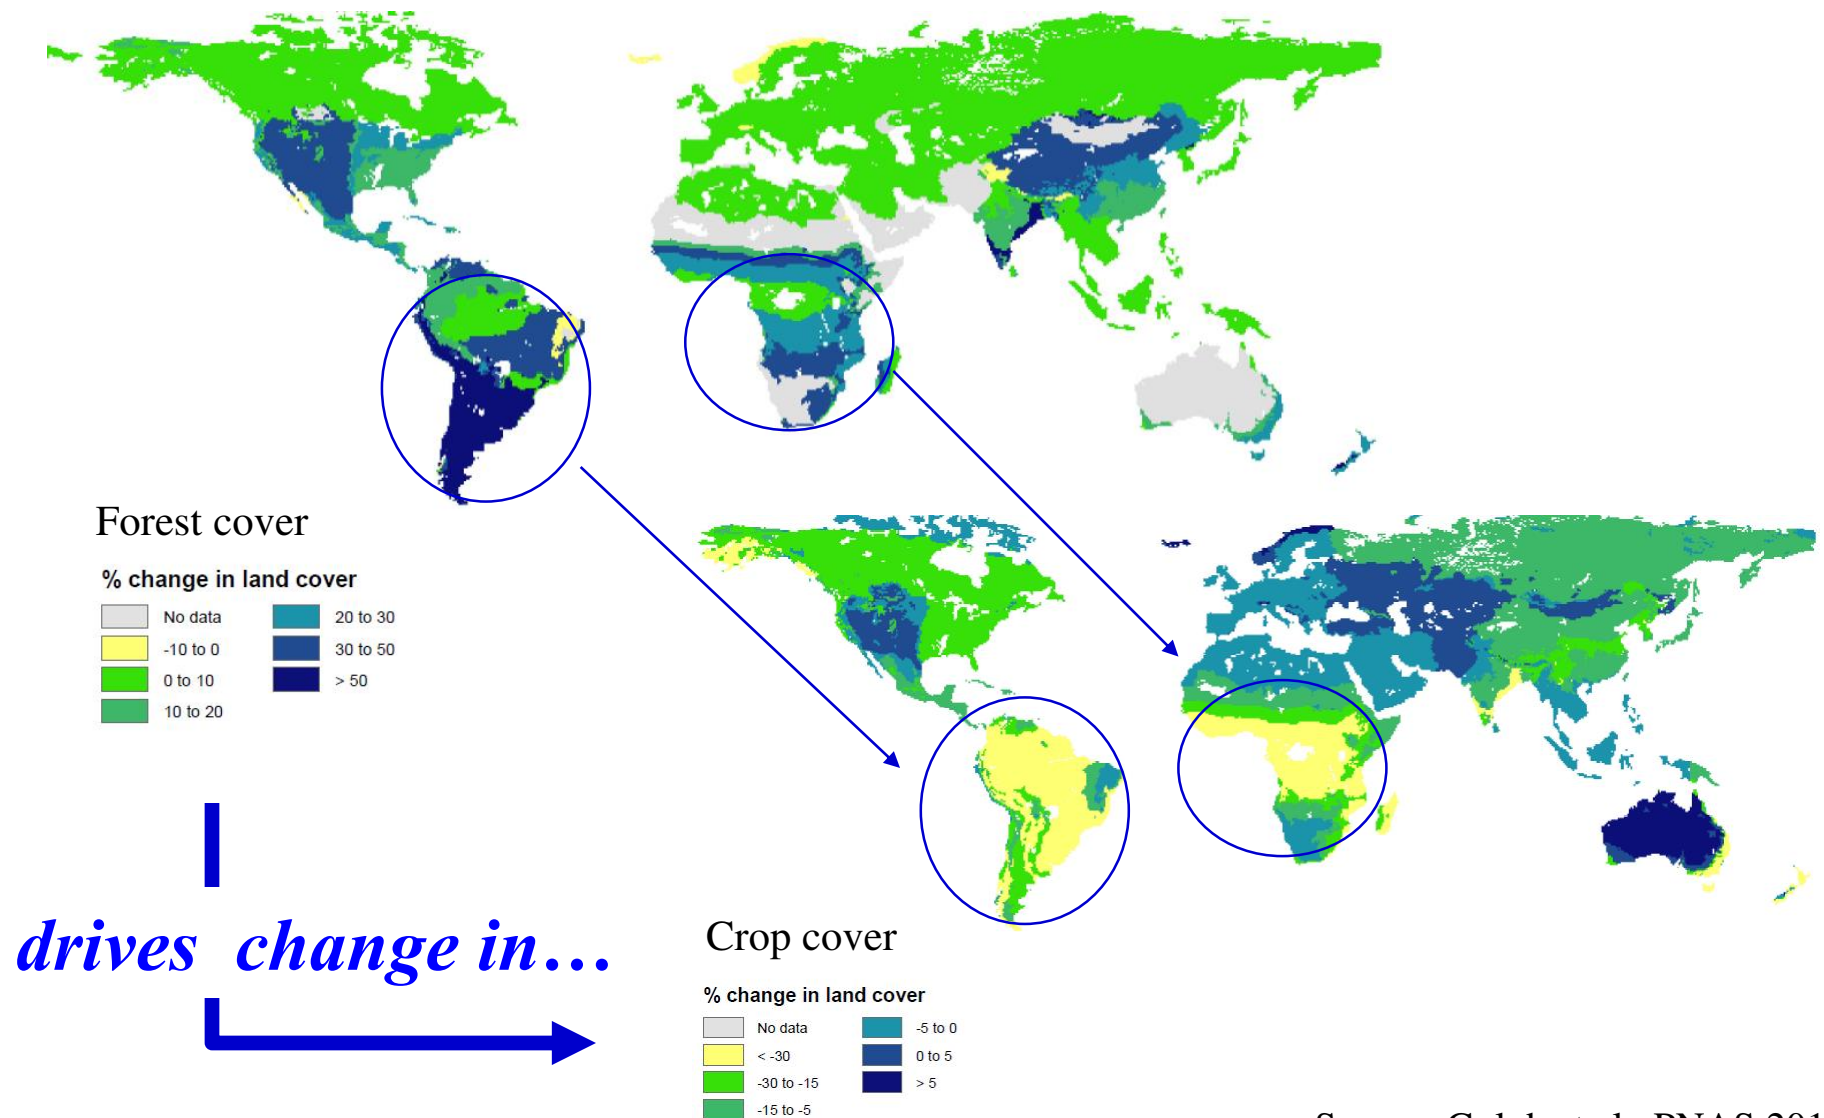 Forest cover
% change in land cover
No data
-10 to 0
0 to 10
10 to 20
20 to 30
30 to 50
> 50
drives change in...
Crop cover
% change in land cover
No data
< -30
-30 to -15
-15 to -5
-5 to 0
0 to 5
> 5
PNAS 201